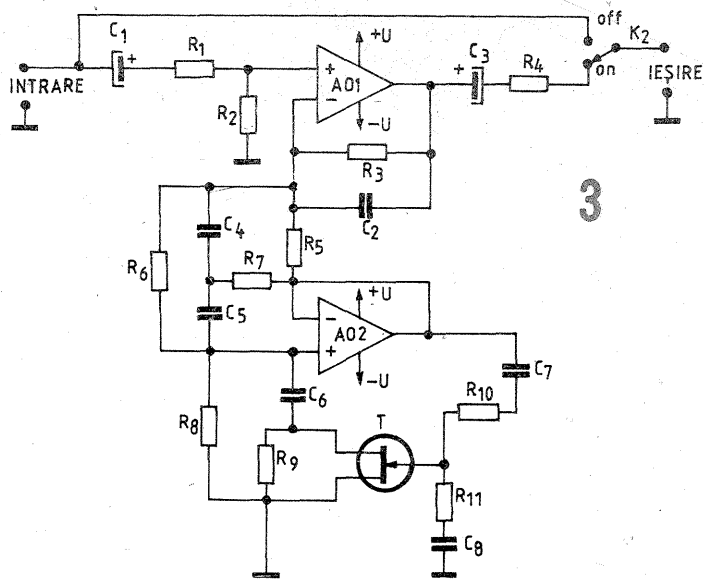 off
C1
+
R1
+U
C3
+
R4
K2
INTRARE
+
AO1
on
IEȘIRE
R2
−
-U
R3
3
C2
C4
R5
R6
R7
+U
C5
−
AO2
+
-U
C7
C6
R10
R8
T
R9
R11
C8